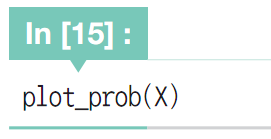 In [15] :
plot_prob(X)